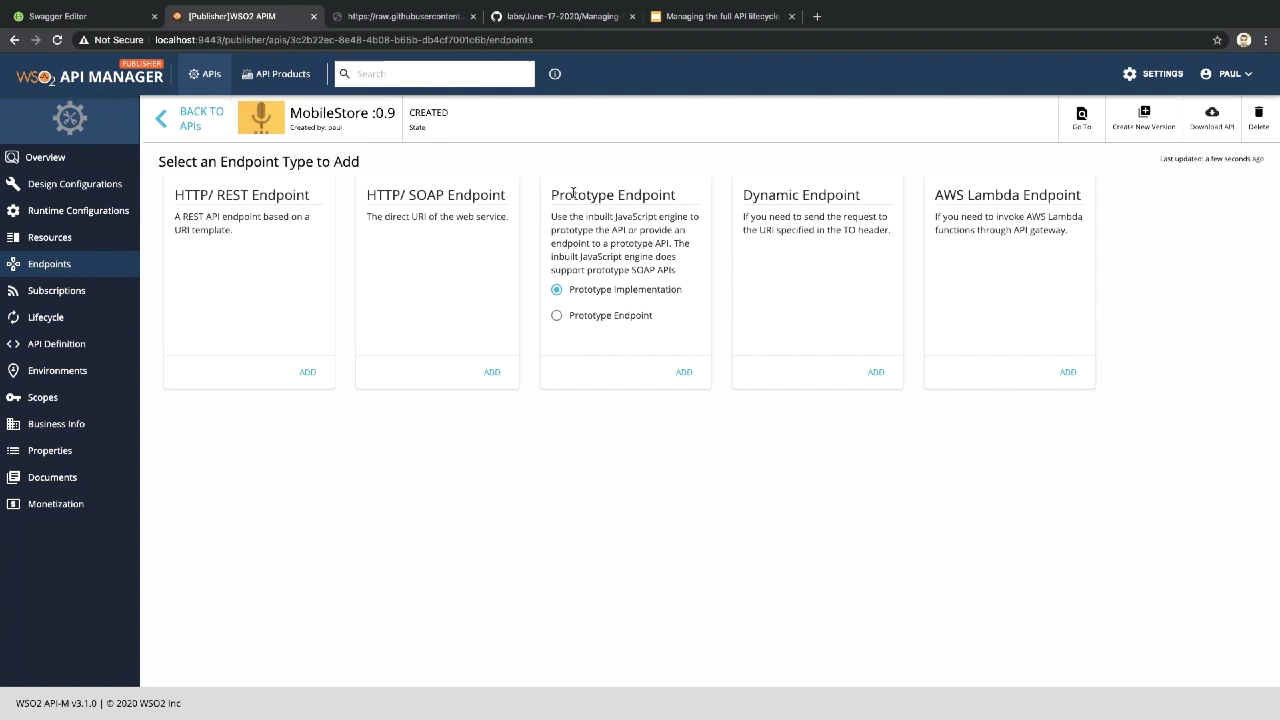 Swagger Editor
[Publisher]WSO2 APIM
https://raw.githubusercontent.
labs/June-17-2020/Managing-
Managing the full API lifecycle
Not Secure
localhost:9443/publisher/apis/3c2b22ec-8e48-4b08-b65b-db4cf7001c6b/endpoints
WSO2 API MANAGER
PUBLISHER
APIs
API Products
Search
SETTINGS
PAUL
BACK TO
APIs
MobileStore :0.9
Created by: paul
CREATED
State
Go To
Create New Version
Download API
Delete
Overview
Design Configurations
Runtime Configurations
Resources
Endpoints
Subscriptions
Lifecycle
API Definition
Environments
Scopes
Business Info
Properties
Documents
Monetization
Select an Endpoint Type to Add
Last updated: a few seconds ago
HTTP/ REST Endpoint
A REST API endpoint based on a
URI template.
ADD
HTTP/ SOAP Endpoint
The direct URI of the web service.
ADD
Prototype Endpoint
Use the inbuilt JavaScript engine to
prototype the API or provide an
endpoint to a prototype API. The
inbuilt JavaScript engine does
support prototype SOAP APIs
Prototype Implementation
Prototype Endpoint
ADD
Dynamic Endpoint
If you need to send the request to
the URI specified in the TO header.
ADD
AWS Lambda Endpoint
If you need to invoke AWS Lambda
functions through API gateway.
ADD
WSO2 API-M v3.1.0 | © 2020 WSO2 Inc